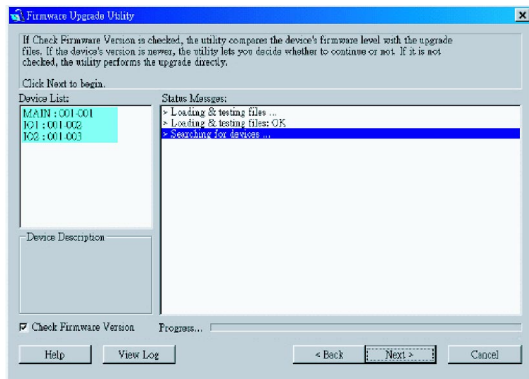 Firmware Upgrade Utility
If Check Firmware Version is checked, the utility compares the device's firmware level with the upgrade
files. If the device's version is newer, the utility lets you decide whether to continue or not. If it is not
checked, the utility performs the upgrade directly.
Click Next to begin.
Device List:
Status Messges:
MAIN : 001-001
IO1 : 001-002
IO2 : 001-003
> Loading & testing files ...
> Loading & testing files: OK
> Searching for devices ...
Device Description
Check Firmware Version
Progress...
Help
View Log
< Back
Next >
Cancel